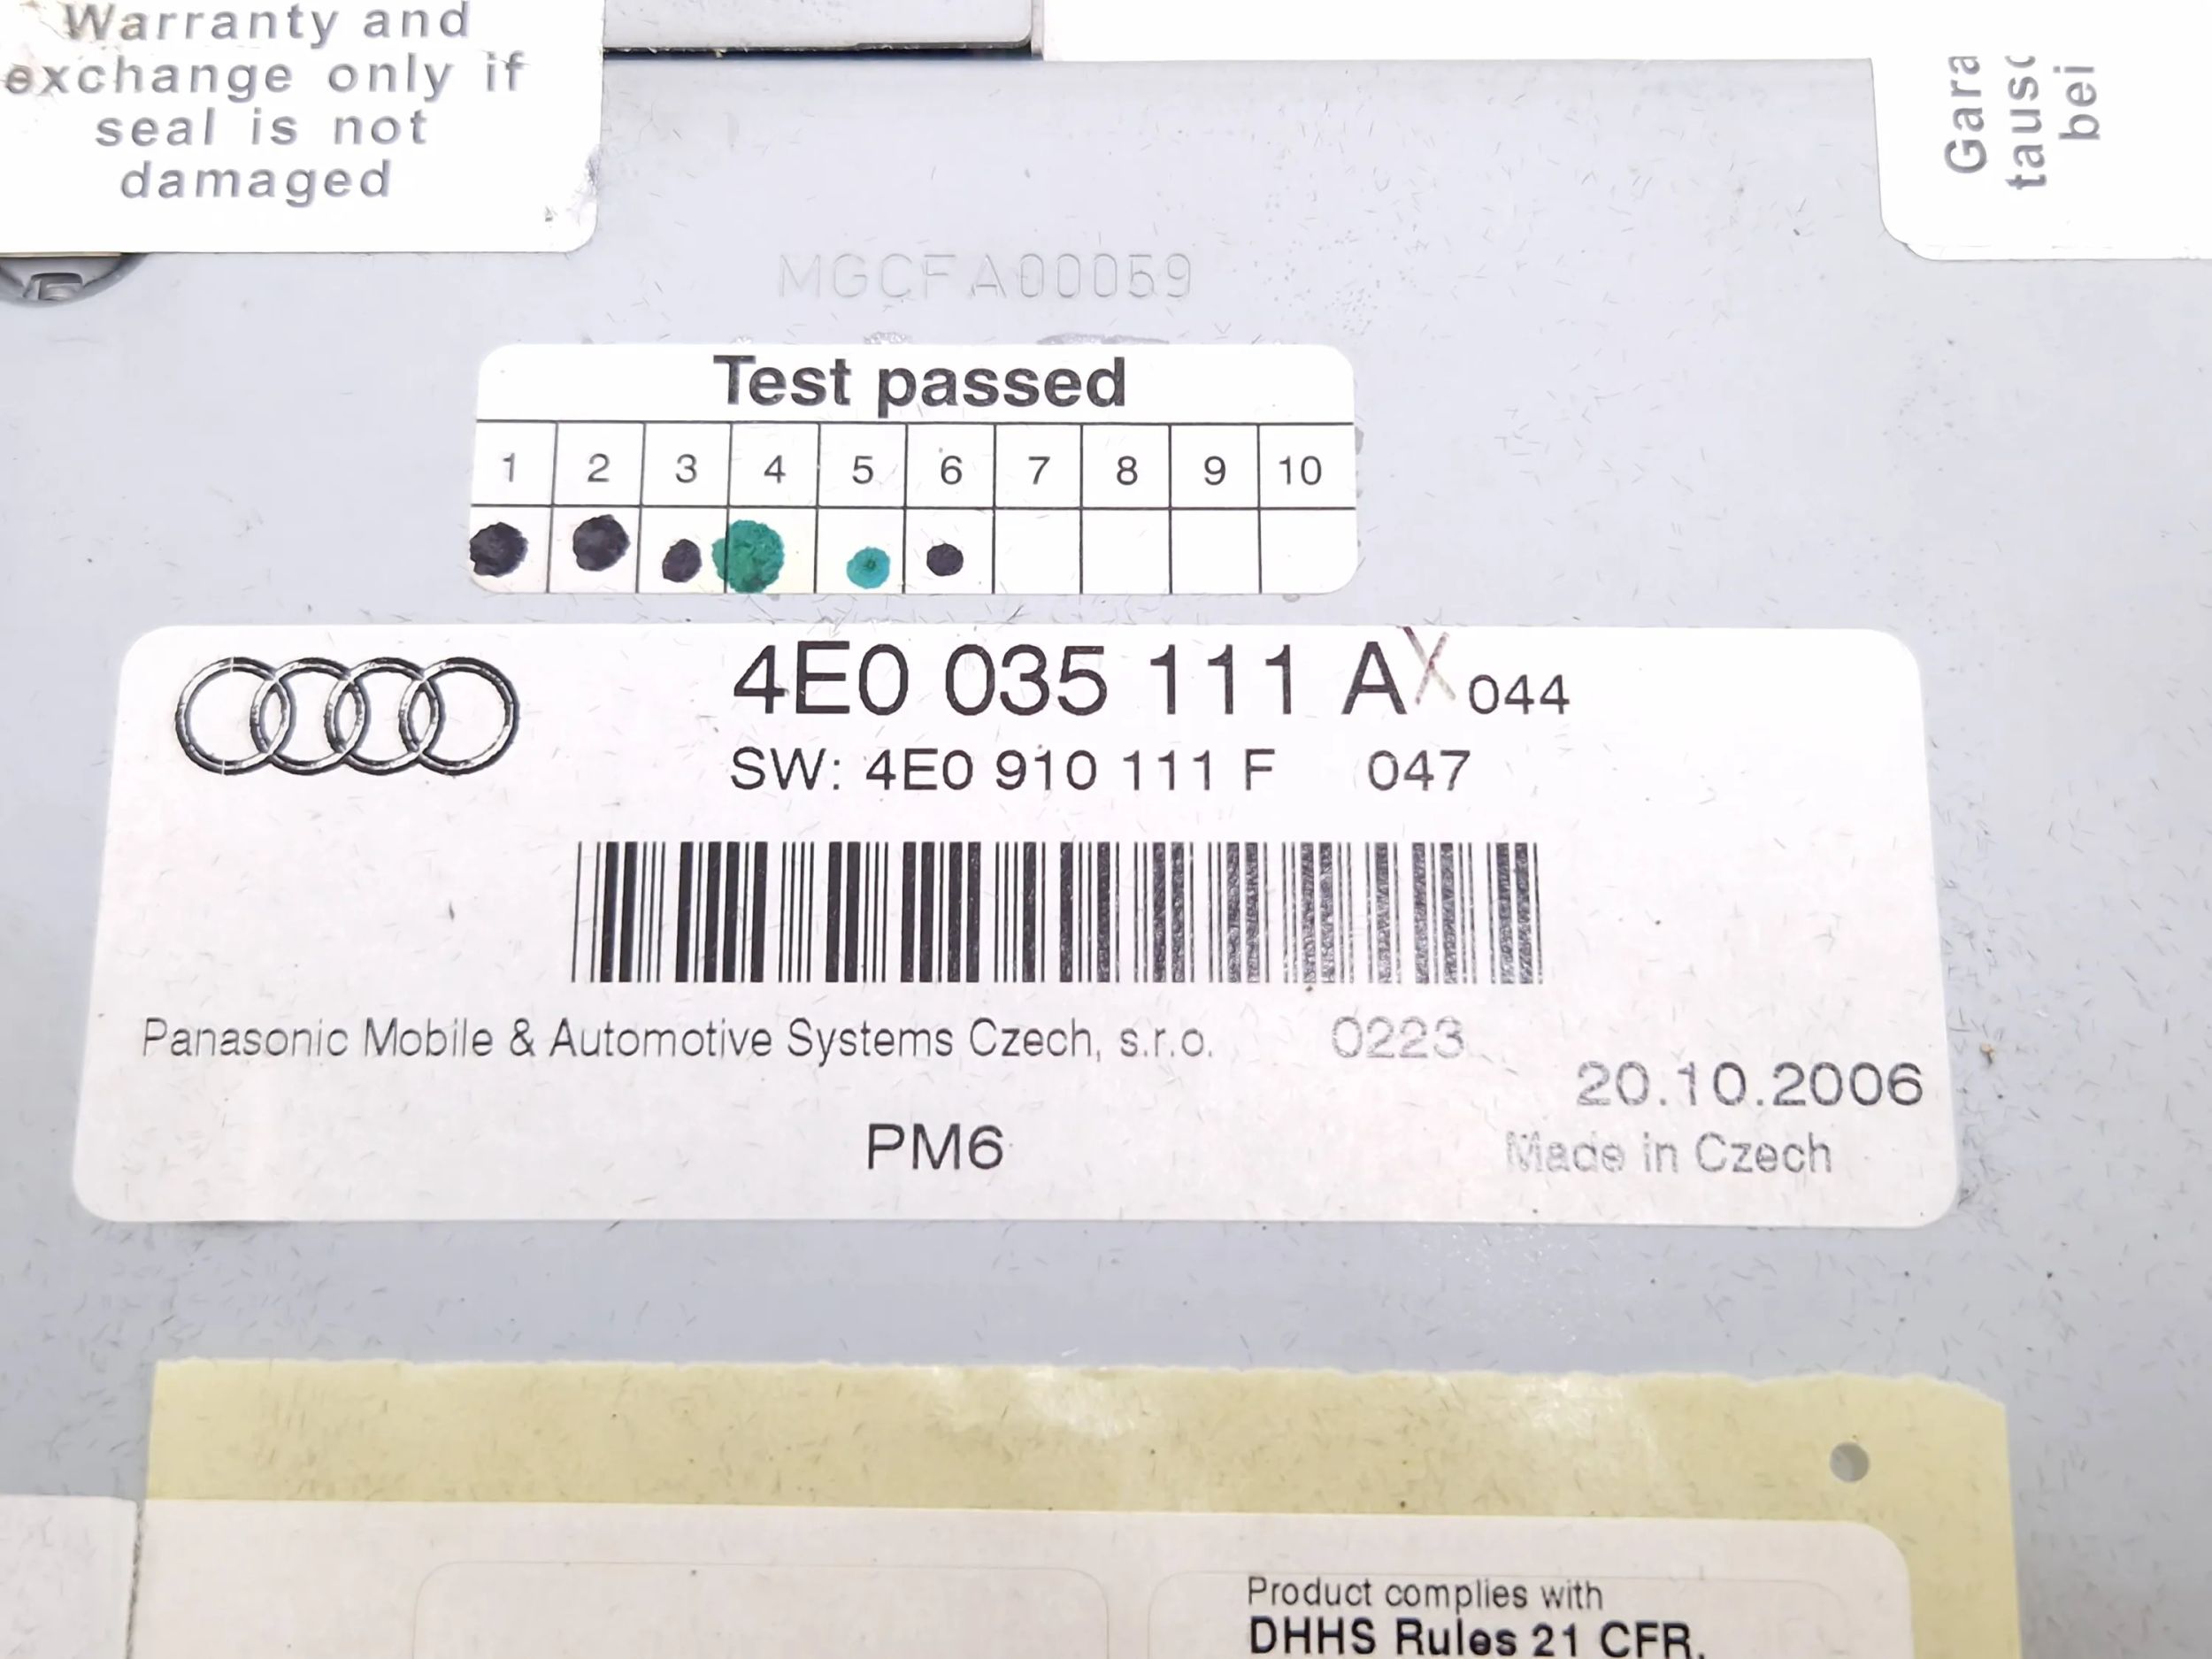 Warranty and
exchange only if
seal is not
damaged
Gara
tausc
bei
MGCFA00059
Test passed
1 2 3 4 5 6 7 8 9 10
4E0 035 111 AX 044
SW: 4E0 910 111 F 047
Panasonic Mobile & Automotive Systems Czech, s.r.o. 0223
20.10.2006
PM6
Made in Czech
Product complies with
DHHS Rules 21 CFR.